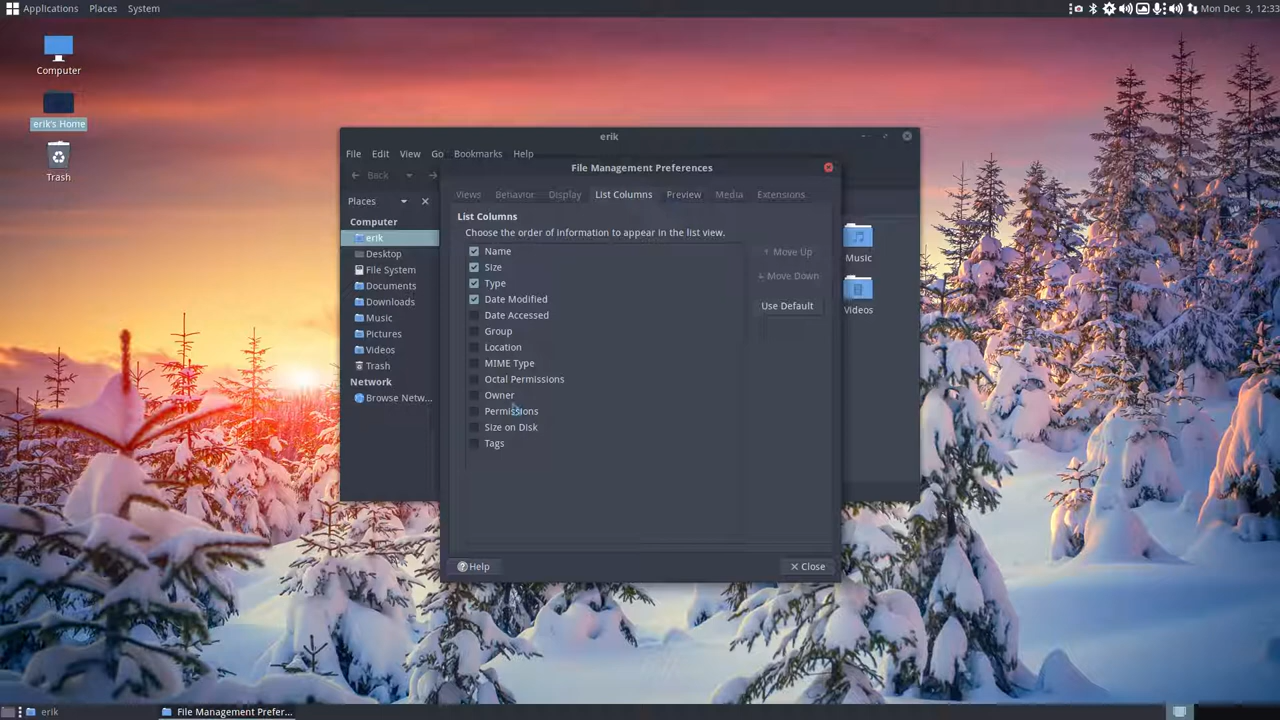 Applications Places System
Mon Dec 3, 12:33
Computer
erik's Home
Trash
erik
File Edit View Go Bookmarks Help
Back
Places
Computer
erik
Desktop
File System
Documents
Downloads
Music
Pictures
Videos
Trash
Network
Browse Netw...
Music
Videos
File Management Preferences
Views Behavior Display List Columns Preview Media Extensions
List Columns
Choose the order of information to appear in the list view.
Name
Size
Type
Date Modified
Date Accessed
Group
Location
MIME Type
Octal Permissions
Owner
Permissions
Size on Disk
Tags
Move Up
Move Down
Use Default
Help
Close
erik
File Management Prefer...